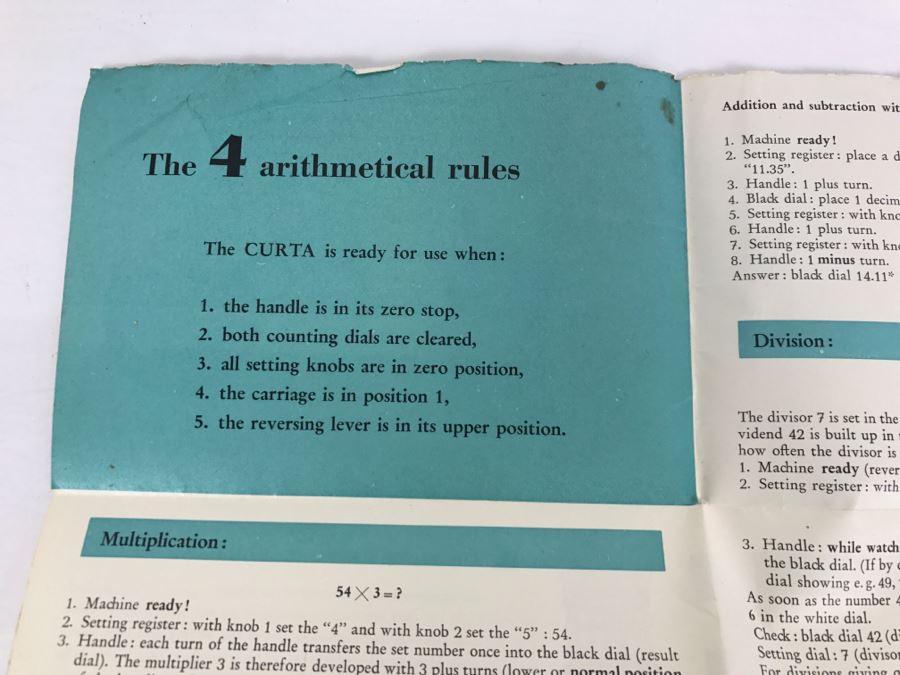 The 4 arithmetical rules
The CURTA is ready for use when:
1. the handle is in its zero stop,
2. both counting dials are cleared,
3. all setting knobs are in zero position,
4. the carriage is in position 1,
5. the reversing lever is in its upper position.
Multiplication:
54 × 3 = ?
1. Machine ready!
2. Setting register: with knob 1 set the “4” and with knob 2 set the “5” : 54.
3. Handle: each turn of the handle transfers the set number once into the black dial (result
dial). The multiplier 3 is therefore developed with 3 plus turns (lower or normal position
Addition and subtraction
1. Machine ready!
2. Setting register: place a
“11.35”.
3. Handle: 1 plus turn.
4. Black dial: place 1
5. Setting register: with
6. Handle: 1 plus turn.
7. Setting register: with
8. Handle: 1 minus turn.
Answer: black dial 14.11*
Division:
The divisor 7 is set in the
vidend 42 is built up in
how often the divisor is
1. Machine ready
2. Setting register: with
3. Handle: while watch
the black dial. (If by
dial showing e.g. 49,
As soon as the number 4
6 in the white dial.
Check: black dial 42
Setting dial: 7
For divisions giving